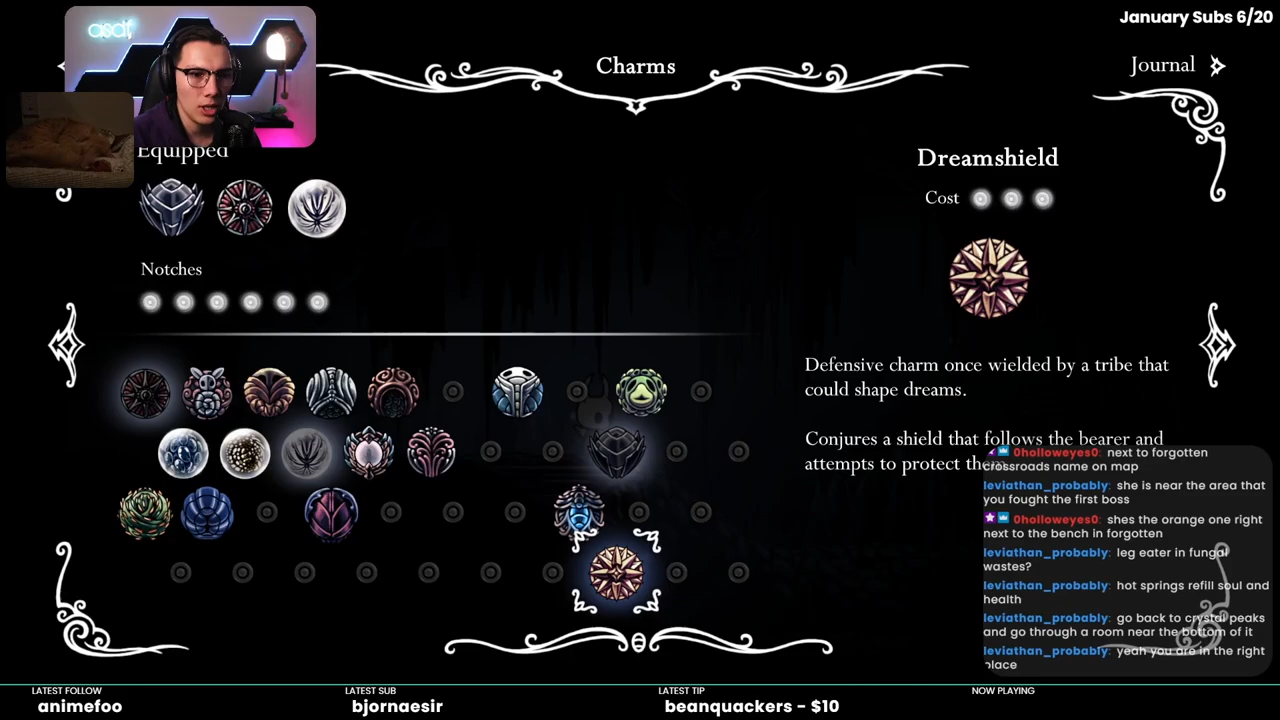 January Subs 6/20
asdf
Charms
Journal
Equipped
Notches
Dreamshield
Cost
Defensive charm once wielded by a tribe that
could shape dreams.
Conjures a shield that follows the bearer and
attempts to protect them.
0holloweyes0: next to forgotten
crossroads name on map
leviathan_probably: she is near the area that
you fought the first boss
0holloweyes0: shes the orange one right
next to the bench in forgotten
leviathan_probably: leg eater in fungal
wastes?
leviathan_probably: hot springs refill soul and
health
leviathan_probably: go back to crystal peaks
and go through a room near the bottom of it
leviathan_probably: yeah you are in the right
place
LATEST FOLLOW
animefoo
LATEST SUB
bjornaesir
LATEST TIP
beanquackers - $10
NOW PLAYING